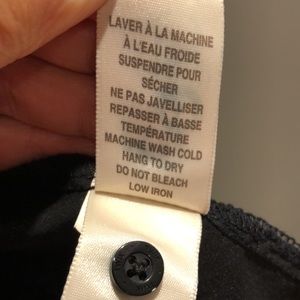 LAVER À LA MACHINE
À L'EAU FROIDE
SUSPENDRE POUR
SÉCHER
NE PAS JAVELLISER
REPASSER À BASSE
TEMPÉRATURE
MACHINE WASH COLD
HANG TO DRY
DO NOT BLEACH
LOW IRON